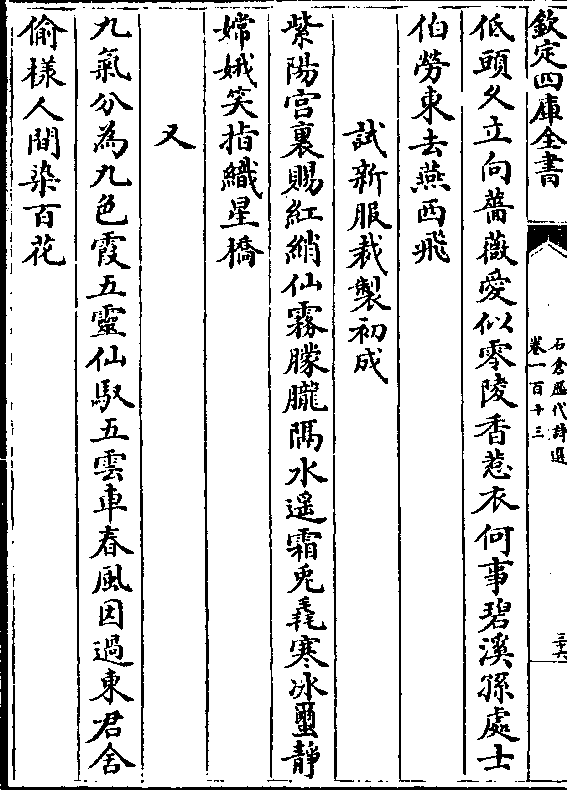 欽定四庫全書
石倉歷代詩選
卷一百十三
三六
低頭久立向薔薇愛似零陵香惹衣何事碧溪孫處士
伯勞東去燕西飛
試新服裁製初成
紫陽宫裏賜紅綃仙霧朦朧隔水遥霜兎毳寒冰䖝靜
嫦娥笑指織星橋
又
九氣分為九色霞五靈仙馭五雲車春風因過東君舍
偷様人間染百花